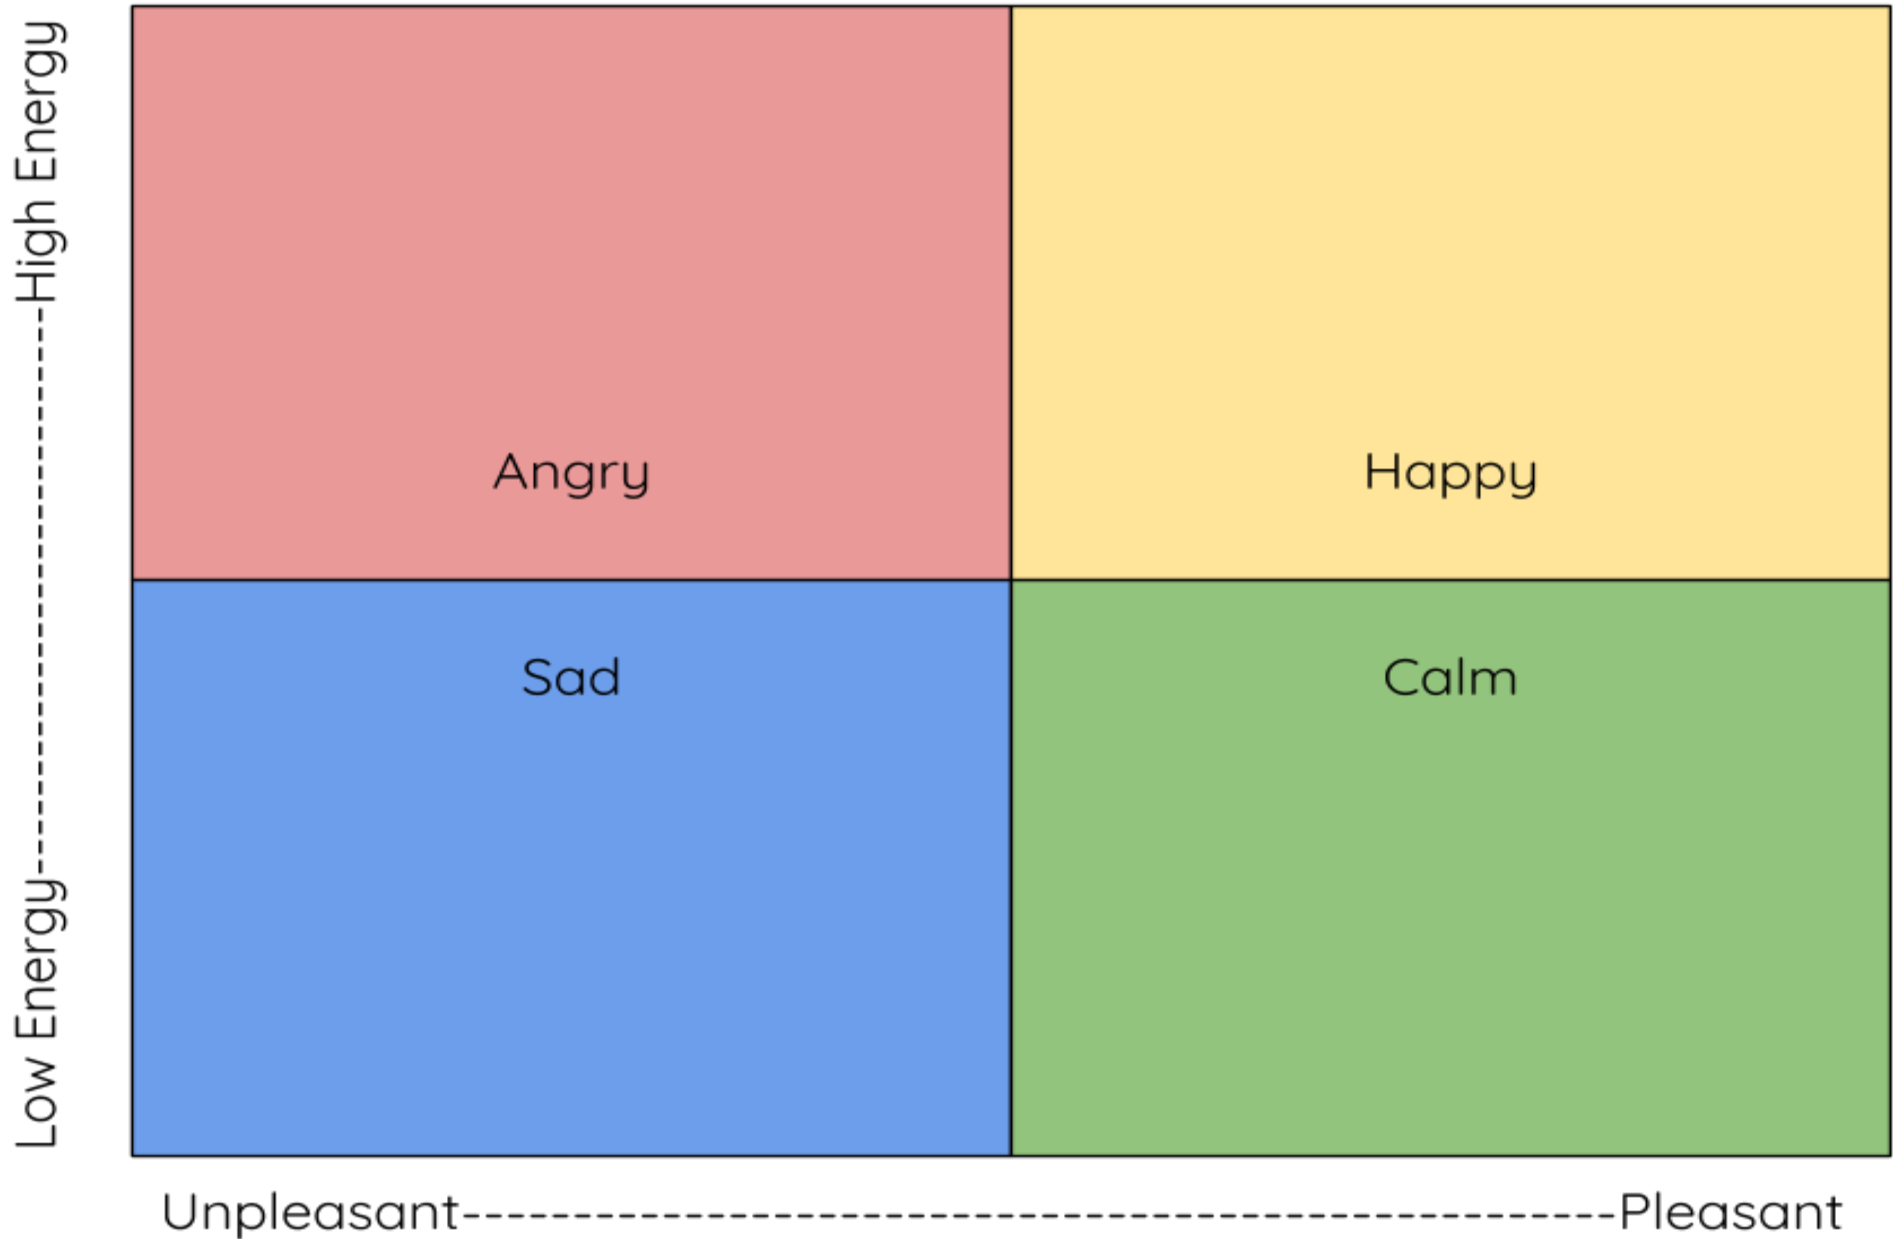 Low Energy--------------------------------High Energy
Angry
Happy
Sad
Calm
Unpleasant----------------------------------------------------Pleasant